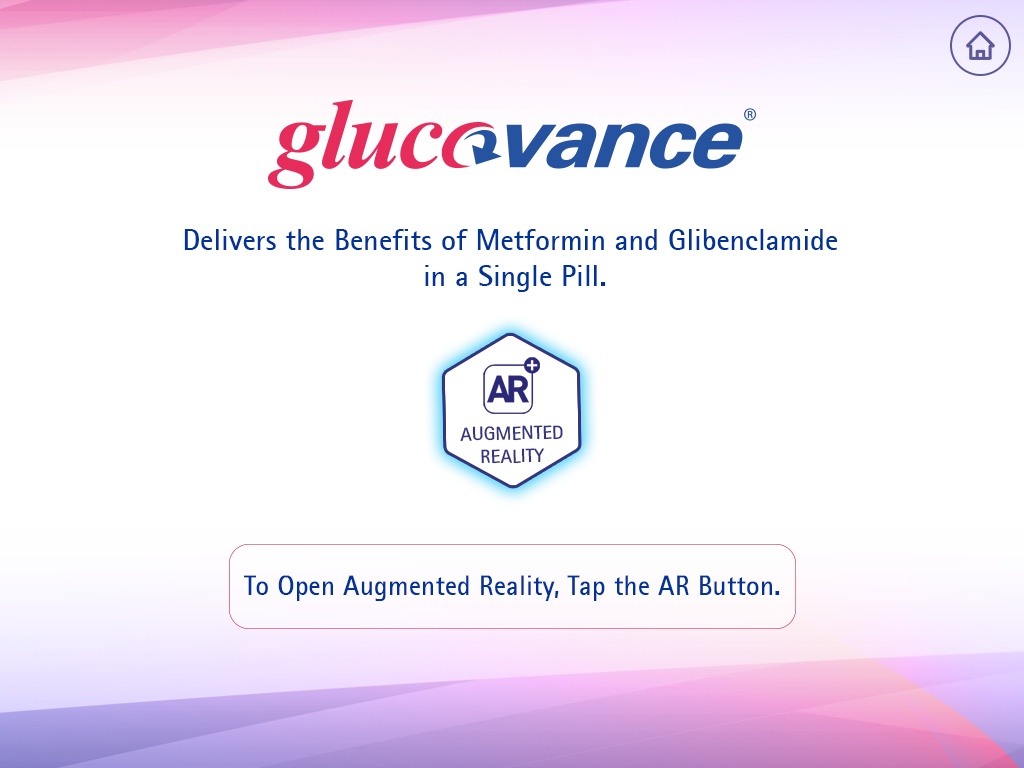 glucovance®
Delivers the Benefits of Metformin and Glibenclamide
in a Single Pill.
AR+
AUGMENTED
REALITY
To Open Augmented Reality, Tap the AR Button.